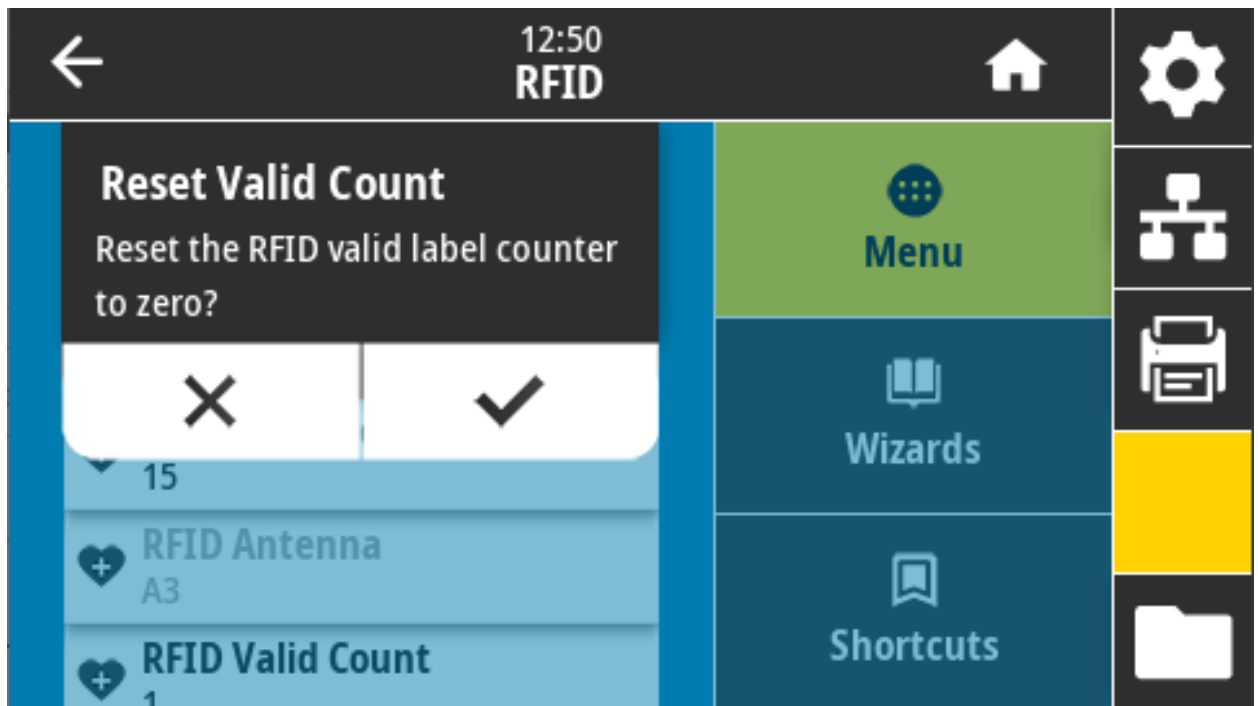 12:50
RFID
Reset Valid Count
Reset the RFID valid label counter
to zero?
15
RFID Antenna
A3
RFID Valid Count
1
Menu
Wizards
Shortcuts